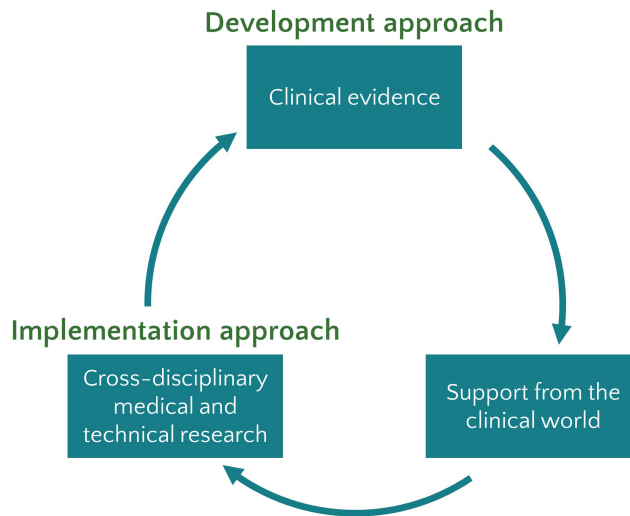 Development approach
Clinical evidence
Implementation approach
Cross-disciplinary
medical and
technical research
Support from the
clinical world